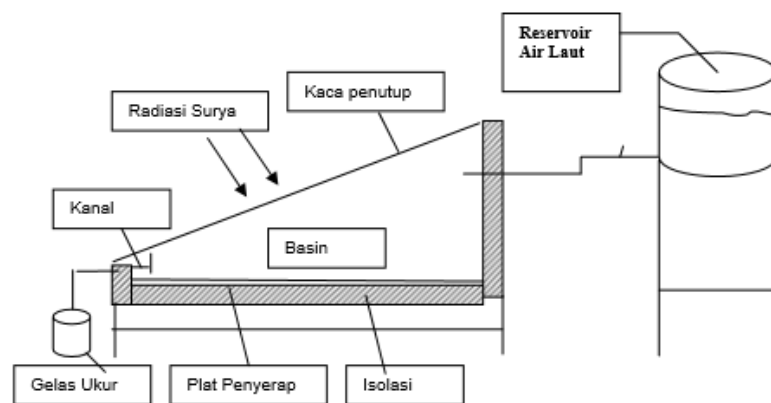 Reservoir
Air Laut
Kaca penutup
Radiasi Surya
Kanal
Basin
Gelas Ukur
Plat Penyerap
Isolasi